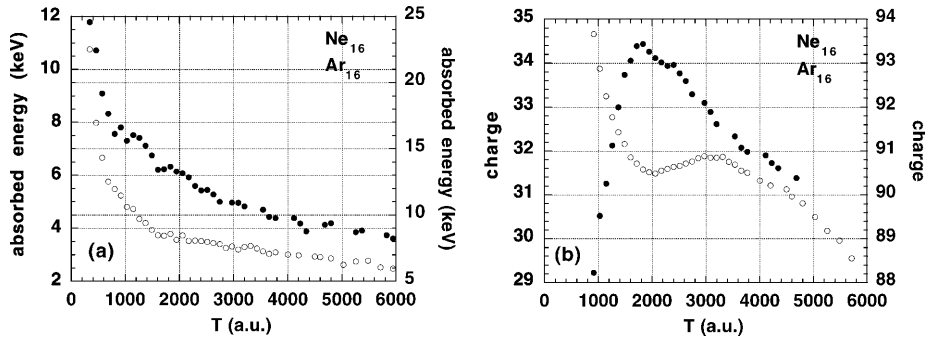 12
10
8
6
4
2
absorbed energy (keV)
25
20
15
10
5
absorbed energy (keV)
Ne16
Ar16
(a)
0 1000 2000 3000 4000 5000 6000
T (a.u.)
35
34
33
32
31
30
29
charge
94
93
92
91
90
89
88
charge
Ne16
Ar16
(b)
0 1000 2000 3000 4000 5000 6000
T (a.u.)